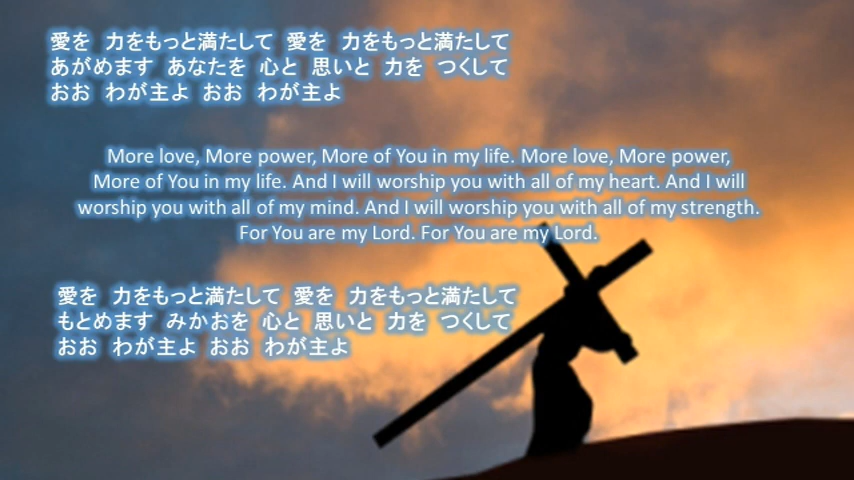 愛を　力をもっと満たして　愛を　力をもっと満たして
あがめます　あなたを　心と　思いと　力を　つくして
おお　わが主よ　おお　わが主よ
More love, More power, More of You in my life. More love, More power,
More of You in my life. And I will worship you with all of my heart. And I will
worship you with all of my mind. And I will worship you with all of my strength.
For You are my Lord. For You are my Lord.
愛を　力をもっと満たして　愛を　力をもっと満たして
もとめます　みかおを　心と　思いと　力を　つくして
おお　わが主よ　おお　わが主よ